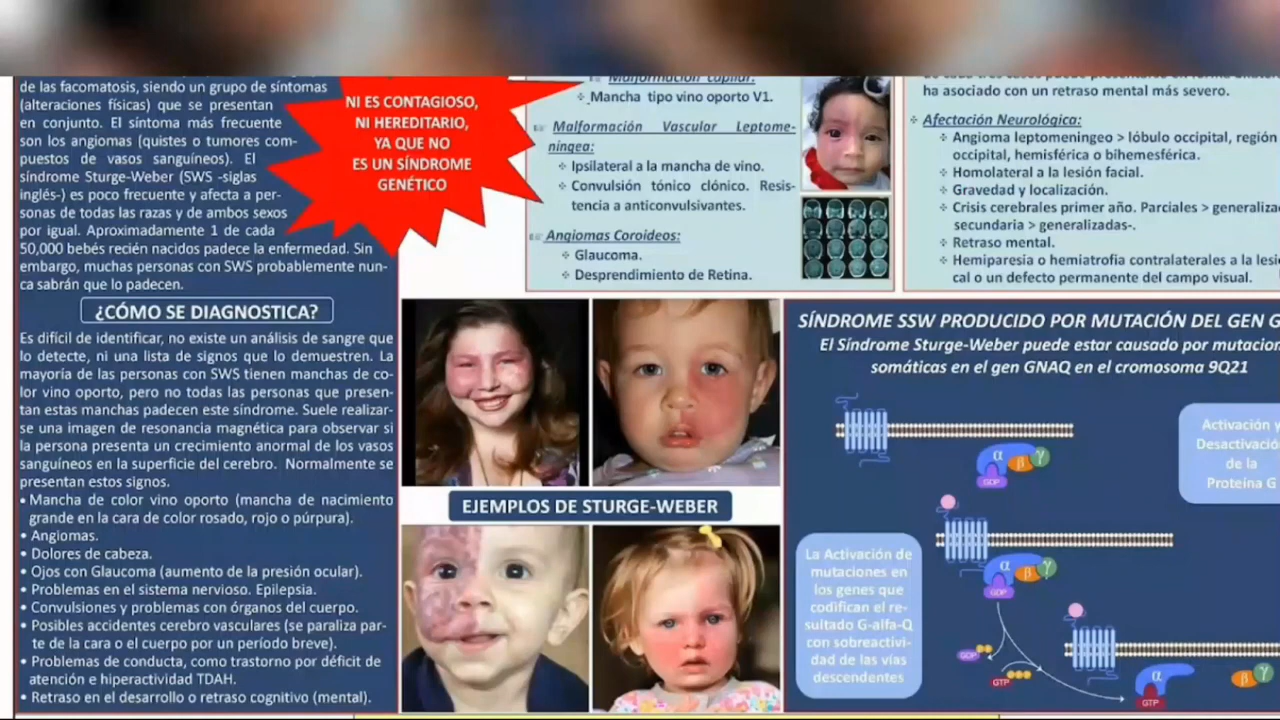 de las facomatosis, siendo un grupo de síntomas
(alteraciones físicas) que se presentan
en conjunto. El síntoma más frecuente
son los angiomas (quistes o tumores com-
puestos de vasos sanguíneos). El
síndrome Sturge-Weber (SWS -siglas
inglés-) es poco frecuente y afecta a per-
sonas de todas las razas y de ambos sexos
por igual. Aproximadamente 1 de cada
50,000 bebés recién nacidos padece la enfermedad. Sin
embargo, muchas personas con SWS probablemente nun-
ca sabrán que lo padecen.
¿CÓMO SE DIAGNOSTICA?
Es difícil de identificar, no existe un análisis de sangre que
lo detecte, ni una lista de signos que lo demuestren. La
mayoría de las personas con SWS tienen manchas de co-
lor vino oporto, pero no todas las personas que presen-
tan estas manchas padecen este síndrome. Suele realizar-
se una imagen de resonancia magnética para observar si
la persona presenta un crecimiento anormal de los vasos
sanguíneos en la superficie del cerebro. Normalmente se
presentan estos signos.
• Mancha de color vino oporto (mancha de nacimiento
grande en la cara de color rosado, rojo o púrpura).
• Angiomas.
• Dolores de cabeza.
• Ojos con Glaucoma (aumento de la presión ocular).
• Problemas en el sistema nervioso. Epilepsia.
• Convulsiones y problemas con órganos del cuerpo.
• Posibles accidentes cerebro vasculares (se paraliza par-
te de la cara o el cuerpo por un período breve).
• Problemas de conducta, como trastorno por déficit de
atención e hiperactividad TDAH.
• Retraso en el desarrollo o retraso cognitivo (mental).
NI ES CONTAGIOSO,
NI HEREDITARIO,
YA QUE NO
ES UN SÍNDROME
GENÉTICO
Malformación capilar:
Mancha tipo vino oporto V1.
Malformación Vascular Leptome-
níngea:
Ipsilateral a la mancha de vino.
Convulsión tónico clónico. Resis-
tencia a anticonvulsivantes.
Angiomas Coroideos:
Glaucoma.
Desprendimiento de Retina.
ha asociado con un retraso mental más severo.
Afectación Neurológica:
Angioma leptomeningeo > lóbulo occipital, región
occipital, hemisférica o bihemesférica.
Homolateral a la lesión facial.
Gravedad y localización.
Crisis cerebrales primer año. Parciales > generaliza
secundaria > generalizadas-.
Retraso mental.
Hemiparesia o hemiatrofia contralaterales a la lesi
cal o un defecto permanente del campo visual.
EJEMPLOS DE STURGE-WEBER
SÍNDROME SSW PRODUCIDO POR MUTACIÓN DEL GEN G
El Síndrome Sturge-Weber puede estar causado por mutacion
somáticas en el gen GNAQ en el cromosoma 9Q21
α β γ
GDP
Activación y
Desactivació
de la
Proteína G
α β γ
GDP
La Activación de
mutaciones en
los genes que
codifican el re-
sultado G-alfa-Q
con sobreactivi-
dad de las vías
descendentes
GDP
GTP
α β γ
GTP